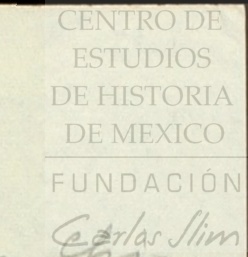 CENTRO DE
ESTUDIOS
DE HISTORIA
DE MEXICO
FUNDACIÓN
Carlos Slim